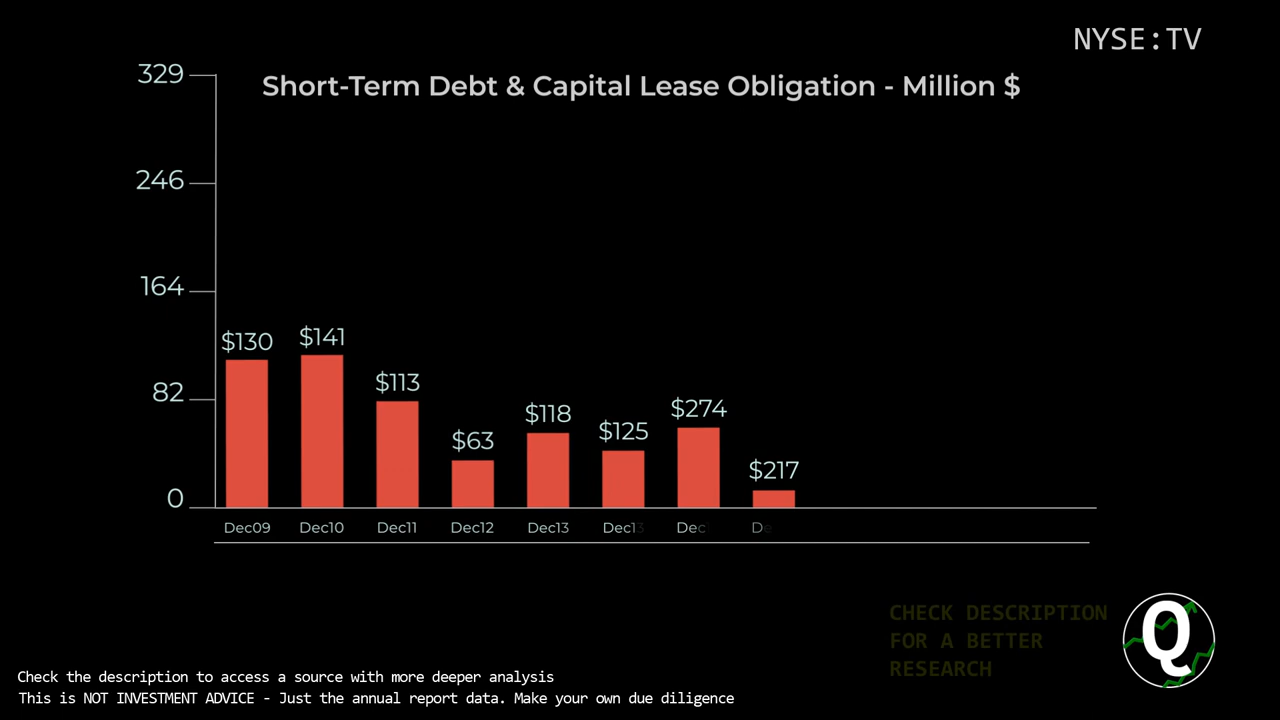 NYSE:TV
Short-Term Debt & Capital Lease Obligation - Million $
329
246
164
82
0
$130
$141
$113
$63
$118
$125
$274
$217
Dec09
Dec10
Dec11
Dec12
Dec13
Dec13
Dec
De
CHECK DESCRIPTION
FOR A BETTER
RESEARCH
Q
Check the description to access a source with more deeper analysis
This is NOT INVESTMENT ADVICE - Just the annual report data. Make your own due diligence